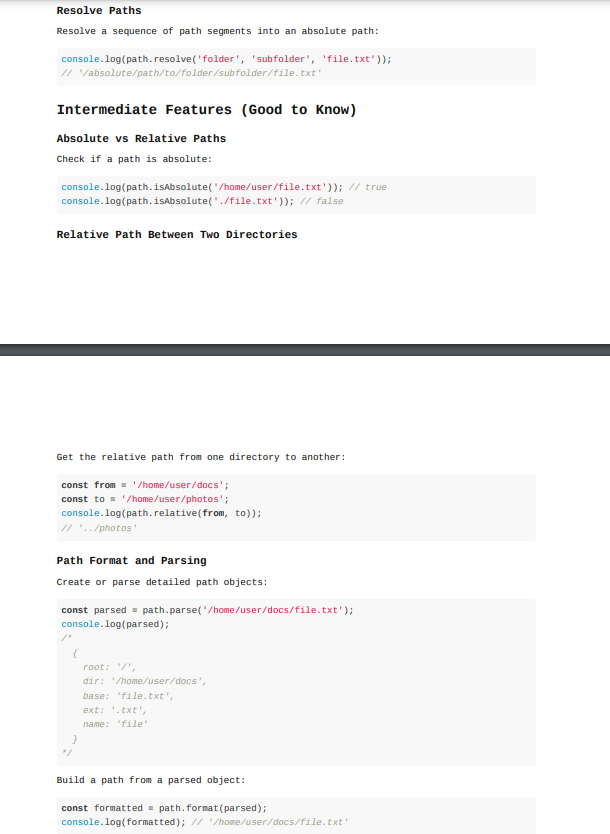 Resolve Paths
Resolve a sequence of path segments into an absolute path:
console.log(path.resolve('folder', 'subfolder', 'file.txt'));
// '/absolute/path/to/folder/subfolder/file.txt'
Intermediate Features (Good to Know)
Absolute vs Relative Paths
Check if a path is absolute:
console.log(path.isAbsolute('/home/user/file.txt')); // true
console.log(path.isAbsolute('./file.txt')); // false
Relative Path Between Two Directories
Get the relative path from one directory to another:
const from = '/home/user/docs';
const to = '/home/user/photos';
console.log(path.relative(from, to));
// '../photos'
Path Format and Parsing
Create or parse detailed path objects:
const parsed = path.parse('/home/user/docs/file.txt');
console.log(parsed);
/*
  {
    root: '/',
    dir: '/home/user/docs',
    base: 'file.txt',
    ext: '.txt',
    name: 'file'
  }
*/
Build a path from a parsed object:
const formatted = path.format(parsed);
console.log(formatted); // '/home/user/docs/file.txt'